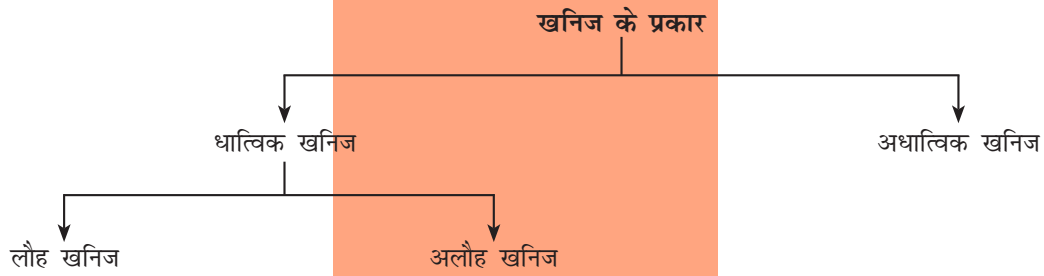 खनिज के प्रकार
धात्विक खनिज
अधात्विक खनिज
लौह खनिज
अलौह खनिज